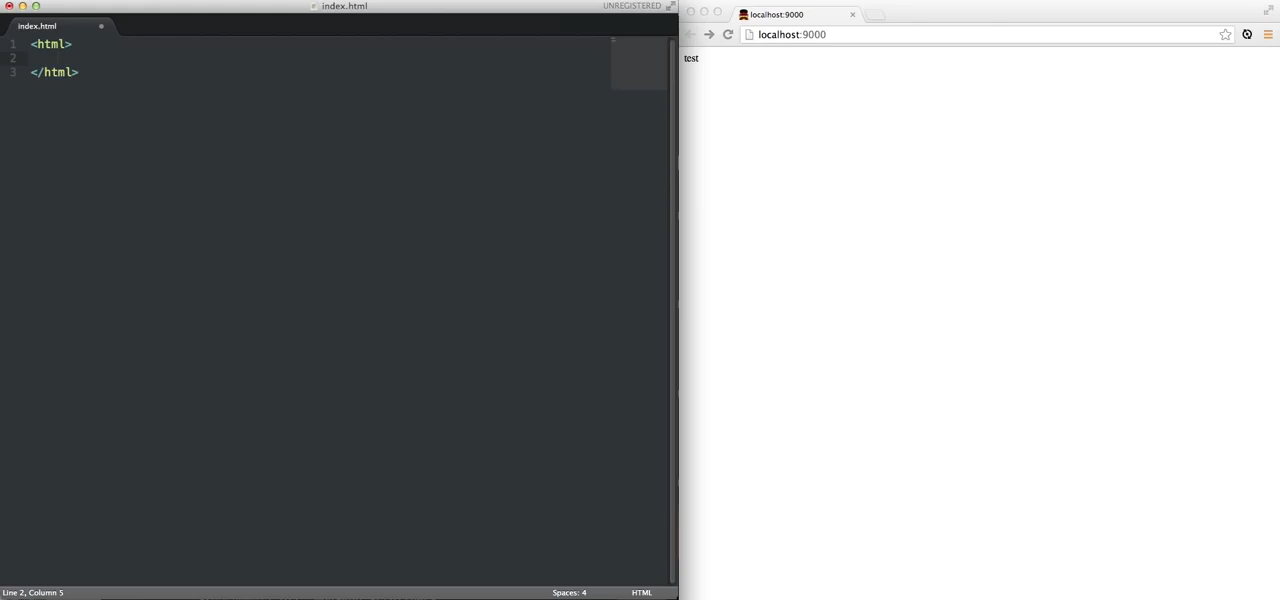 index.html
UNREGISTERED
index.html
1 <html>
2
3 </html>
Line 2, Column 5
Spaces: 4
HTML
localhost:9000
localhost:9000
test